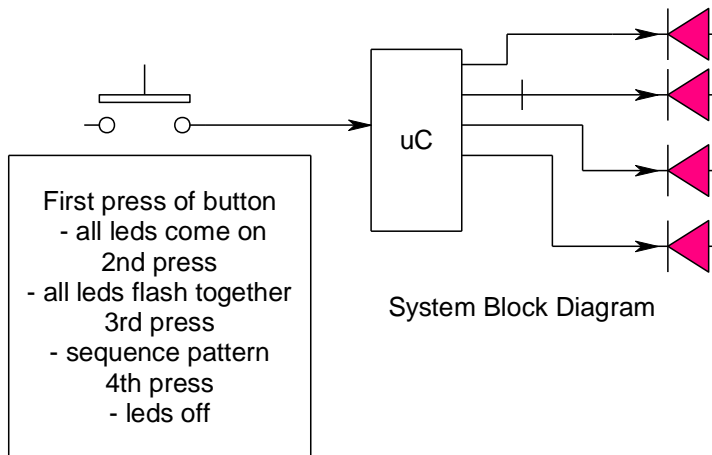 uC
First press of button
- all leds come on
2nd press
- all leds flash together
3rd press
- sequence pattern
4th press
- leds off
System Block Diagram